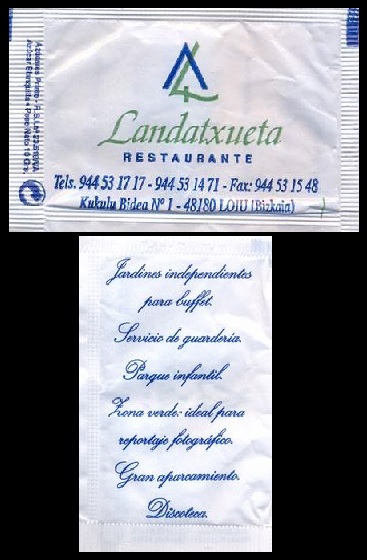 Landatxueta
RESTAURANTE
Tels. 944 53 17 17 - 944 53 14 71 - Fax: 944 53 15 48
Kukulu Bidea Nº 1 - 48180 LOIU (Bizkaia)
Jardines independientes
para buffet.
Servicio de guardería.
Parque infantil.
Zona verde: ideal para
reportaje fotográfico.
Gran aparcamiento.
Discoteca.